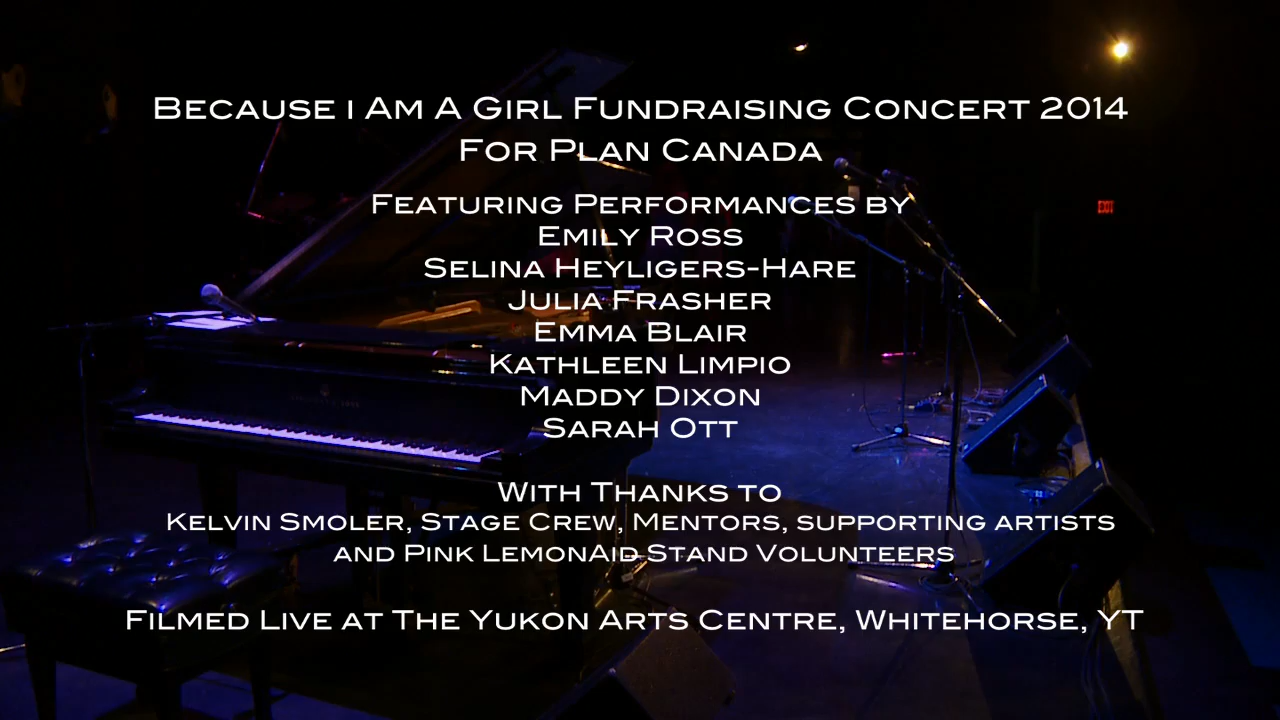 Because i Am A Girl Fundraising Concert 2014
For Plan Canada
Featuring Performances by
Emily Ross
Selina Heyligers-Hare
Julia Frasher
Emma Blair
Kathleen Limpio
Maddy Dixon
Sarah Ott
With Thanks to
Kelvin Smoler, Stage Crew, Mentors, supporting artists
and Pink LemonAid Stand Volunteers
Filmed Live at The Yukon Arts Centre, Whitehorse, YT
EXIT